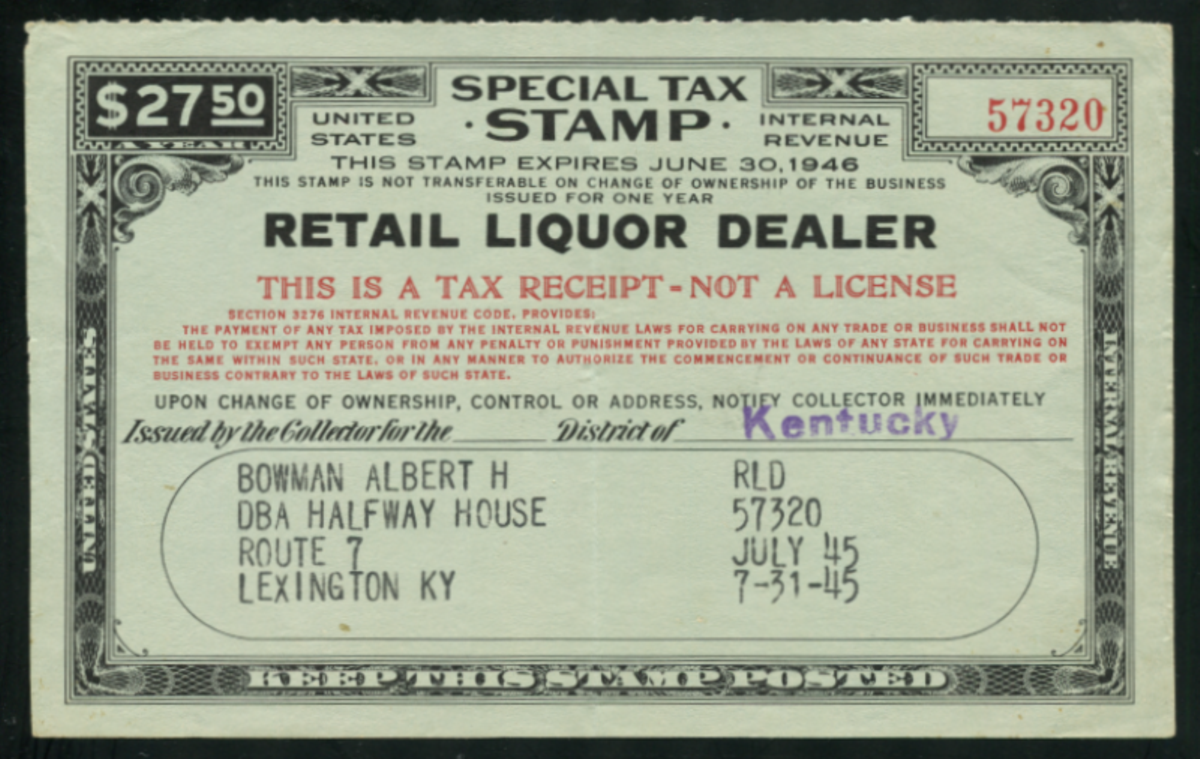 $27 50
A YEAR
SPECIAL TAX
· STAMP ·
UNITED STATES
INTERNAL REVENUE
57320
THIS STAMP EXPIRES JUNE 30, 1946
THIS STAMP IS NOT TRANSFERABLE ON CHANGE OF OWNERSHIP OF THE BUSINESS
ISSUED FOR ONE YEAR
RETAIL LIQUOR DEALER
THIS IS A TAX RECEIPT-NOT A LICENSE
SECTION 3276 INTERNAL REVENUE CODE, PROVIDES:
THE PAYMENT OF ANY TAX IMPOSED BY THE INTERNAL REVENUE LAWS FOR CARRYING ON ANY TRADE OR BUSINESS SHALL NOT
BE HELD TO EXEMPT ANY PERSON FROM ANY PENALTY OR PUNISHMENT PROVIDED BY THE LAWS OF ANY STATE FOR CARRYING ON
THE SAME WITHIN SUCH STATE, OR IN ANY MANNER TO AUTHORIZE THE COMMENCEMENT OR CONTINUANCE OF SUCH TRADE OR
BUSINESS CONTRARY TO THE LAWS OF SUCH STATE.
UPON CHANGE OF OWNERSHIP, CONTROL OR ADDRESS, NOTIFY COLLECTOR IMMEDIATELY
Issued by the Collector for the ______ District of Kentucky
BOWMAN ALBERT H RLD
DBA HALFWAY HOUSE 57320
ROUTE 7 JULY 45
LEXINGTON KY 7-31-45
UNITED STATES
INTERNAL REVENUE
KEEP THIS STAMP POSTED